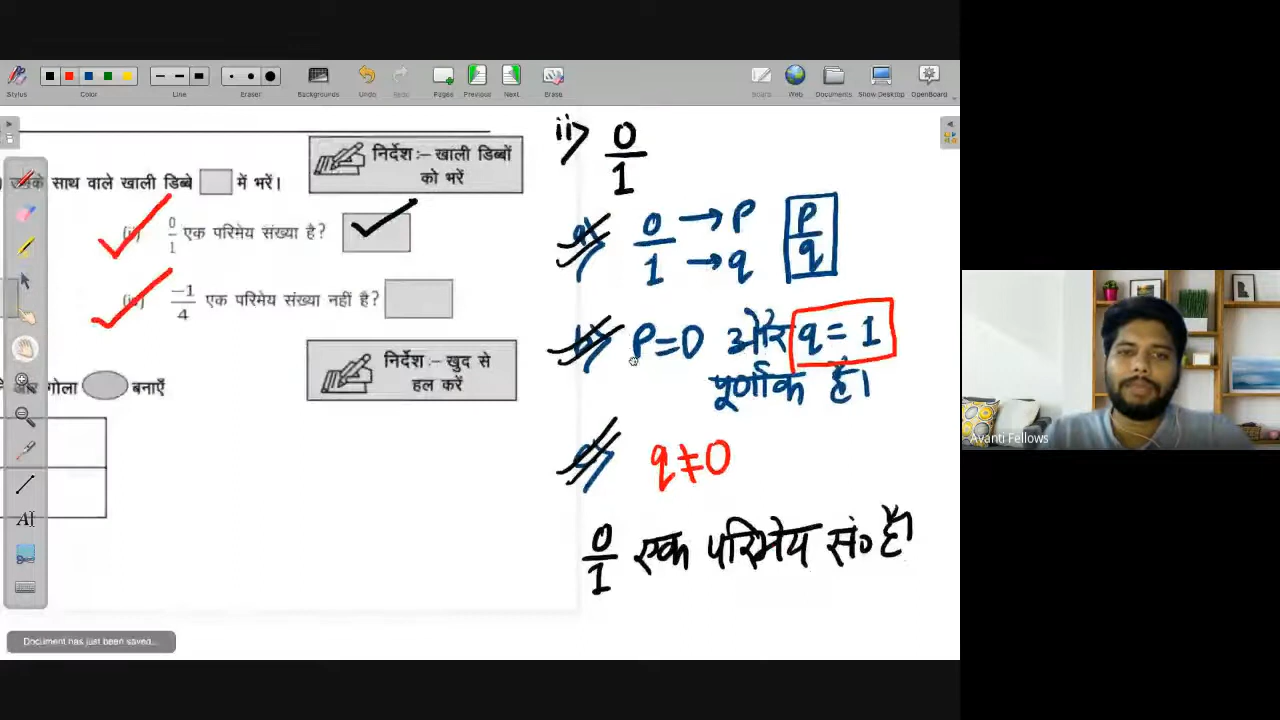 Stylus
Color
Line
Eraser
Backgrounds
Undo
Redo
Pages
Previous
Next
Erase
Board
Web
Documents
Show Desktop
OpenBoard
साथ वाले खाली डिब्बे में भरें।
निर्देश :– खाली डिब्बों
को भरें
(ii) 0/1 एक परिमेय संख्या है?
-1/4 एक परिमेय संख्या नहीं है?
निर्देश :– खुद से
हल करें
गोला बनाएँ
ii> 0/1
a> 0/1 → p → q p/q
b> P=0 और q = 1
पूर्णाक हैं।
c> q≠0
0/1 एक परिमेय सं० है।
Document has just been saved...
Avanti Fellows